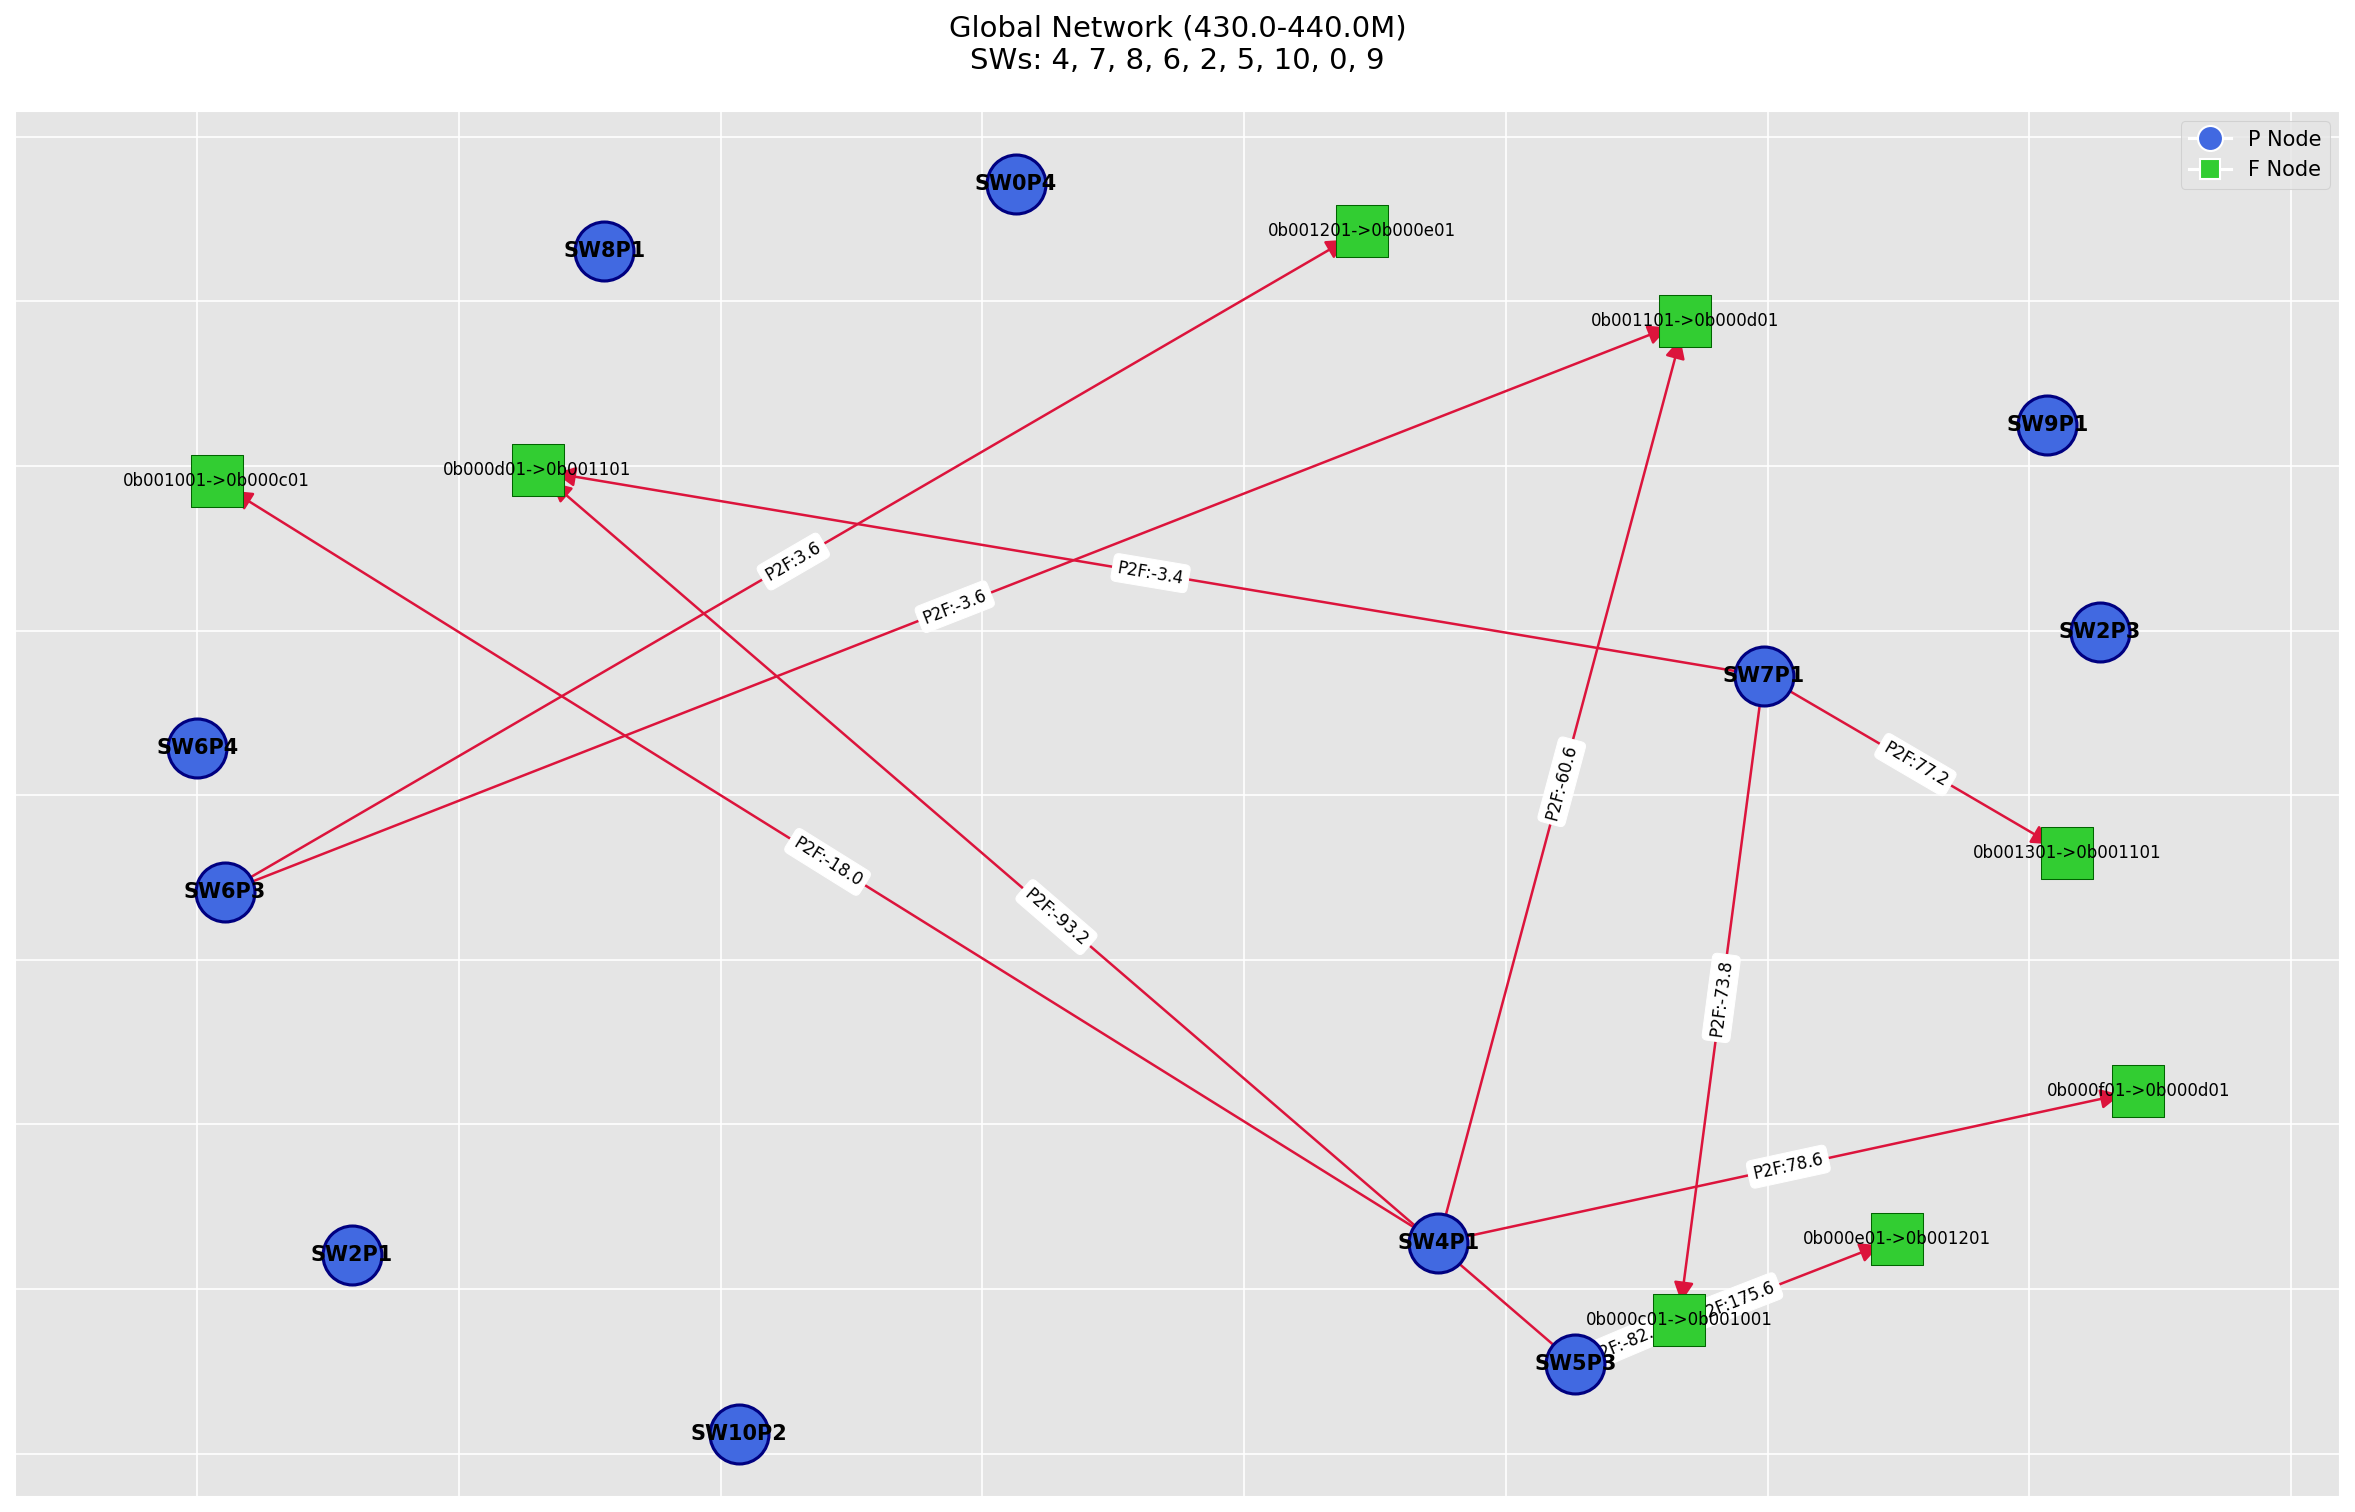 Global Network (430.0-440.0M)
SWs: 4, 7, 8, 6, 2, 5, 10, 0, 9
P Node
F Node
SW0P4
SW8P1
0b001201->0b000e01
0b001101->0b000d01
SW9P1
0b001001->0b000c01
0b000d01->0b001101
P2F:3.6
P2F:-3.6
P2F:-3.4
SW2P3
SW7P1
SW6P4
P2F:-60.6
P2F:77.2
0b001301->0b001101
P2F:-18.0
SW6P3
P2F:-93.2
P2F:-73.8
0b000f01->0b000d01
P2F:78.6
SW4P1
0b000e01->0b001201
SW2P1
2F:175.6
0b000c01->0b001001
2F:-82.
SW5P3
SW10P2